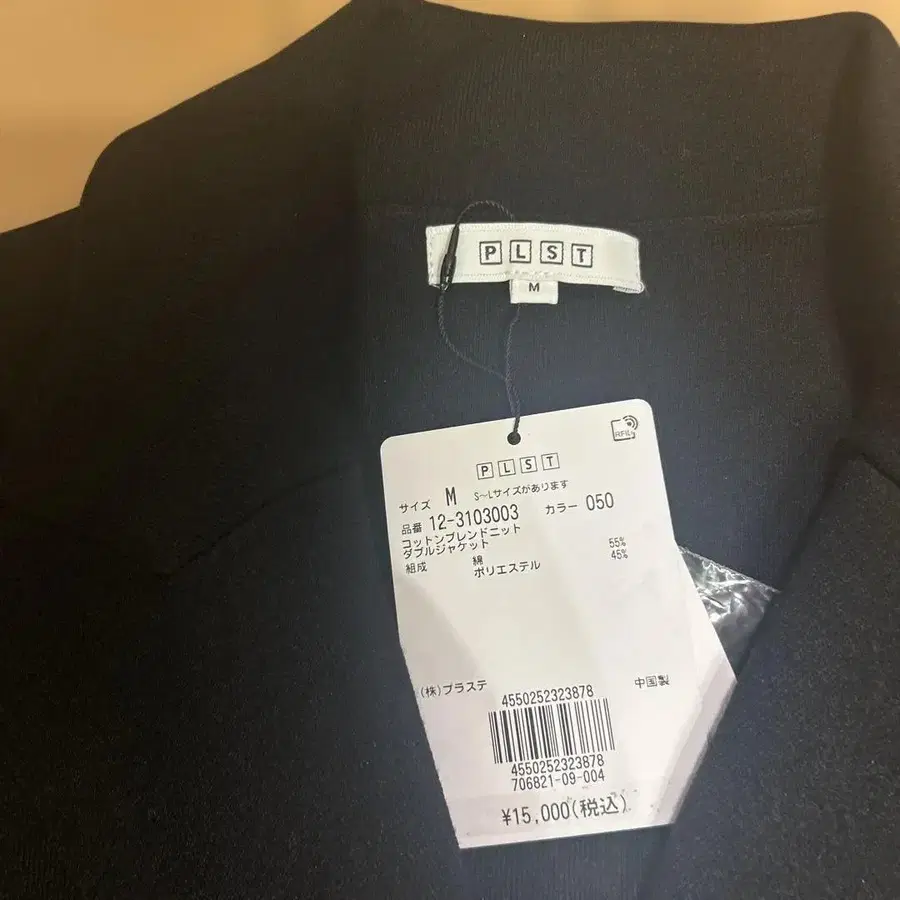 PLST
M
RFID
PLST
サイズ M S～Lサイズがあります
品番 12-3103003 カラー 050
コットンブレンドニット
ダブルジャケット
組成 綿 55%
ポリエステル 45%
(株)プラステ 中国製
4550252323878
4550252323878
706821-09-004
¥15,000(税込)